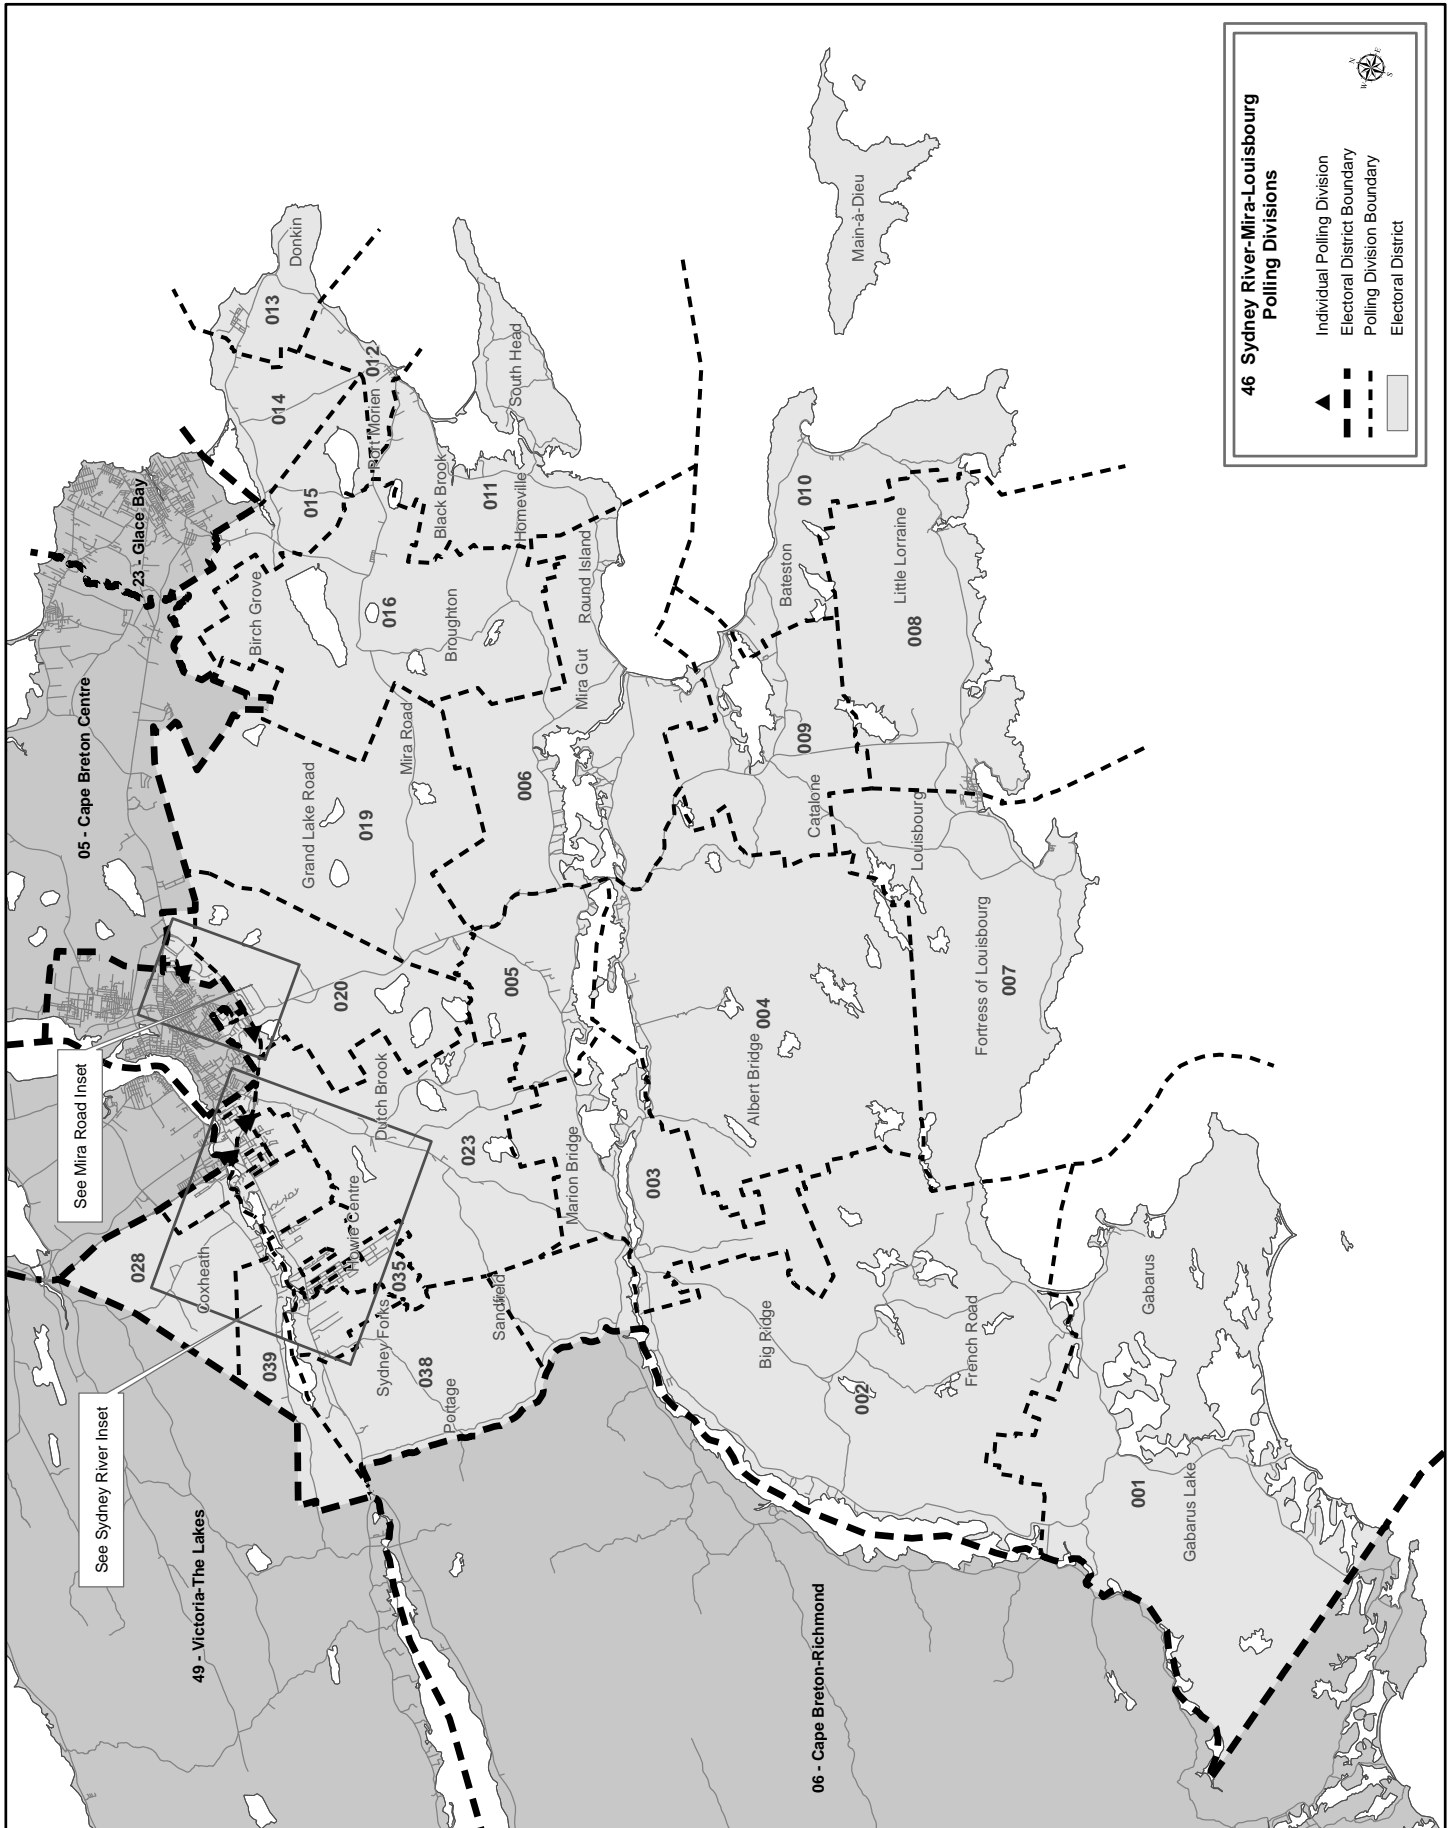 46 Sydney River-Mira-Louisbourg
Polling Divisions
N
E
S
W
Individual Polling Division
Electoral District Boundary
Polling Division Boundary
Electoral District
49 - Victoria-The Lakes
05 - Cape Breton Centre
23 - Glace Bay
06 - Cape Breton-Richmond
See Sydney River Inset
See Mira Road Inset
Donkin
013
014
012
Port Morien
015
South Head
Black Brook
011
Homeville
Birch Grove
016
Broughton
Round Island
Mira Gut
Main-à-Dieu
010
Bateston
Little Lorraine
008
009
Catalone
Louisbourg
Grand Lake Road
019
Mira Road
006
020
005
Dutch Brook
023
Marion Bridge
004
Albert Bridge
003
Fortress of Louisbourg
007
028
Coxheath
Howie Centre
035
039
Sydney Forks
038
Portage
Sandfield
Big Ridge
002
French Road
Gabarus
001
Gabarus Lake